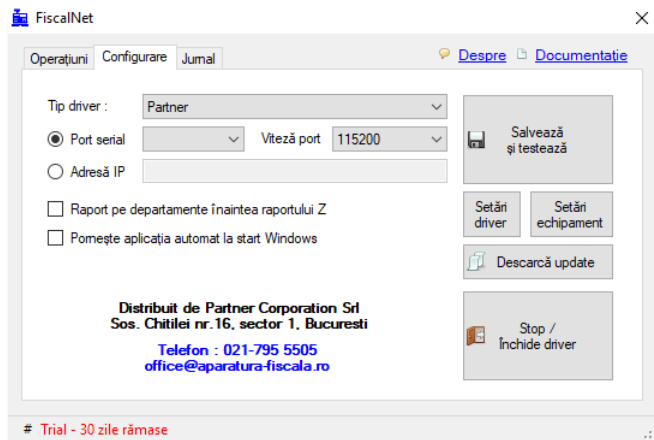 FiscalNet
Operațiuni
Configurare
Jurnal
Despre
Documentatie
Tip driver :
Partner
Port serial
Viteză port
115200
Adresă IP
Raport pe departamente înaintea raportului Z
Pornește aplicația automat la start Windows
Salvează
și testează
Setări
driver
Setări
echipament
Descarcă update
Stop /
Închide driver
Distribuit de Partner Corporation Srl
Sos. Chitilei nr.16, sector 1, Bucuresti
Telefon : 021-795 5505
office@aparatura-fiscala.ro
# Trial - 30 zile rămase